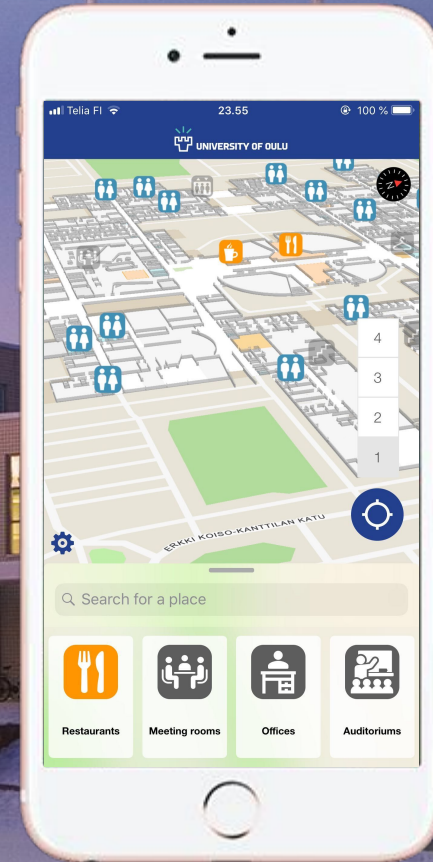 Telia FI 23.55 100 %
UNIVERSITY OF OULU
N
4
3
2
1
ERKKI KOISO-KANTTILAN KATU
Search for a place
Restaurants Meeting rooms Offices Auditoriums